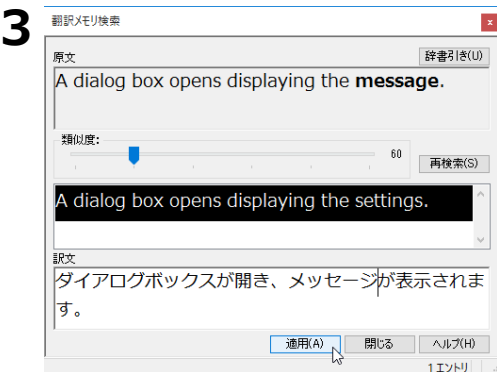 3
翻訳メモリ検索
x
原文
辞書引き(U)
A dialog box opens displaying the message.
類似度:
60
再検索(S)
A dialog box opens displaying the settings.
訳文
ダイアログボックスが開き、メッセージが表示されま
す。
適用(A) 閉じる ヘルプ(H)
1エントリ